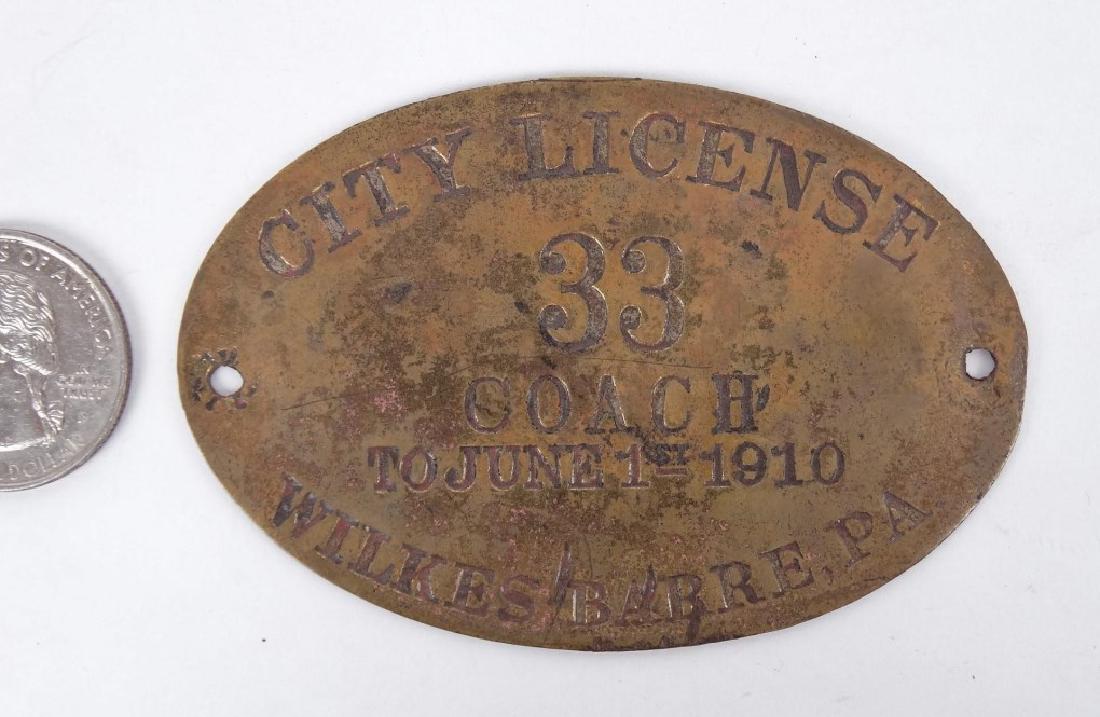 CITY LICENSE
33
COACH
TO JUNE 1ST 1910
WILKES BARRE, PA
OF AMERICA